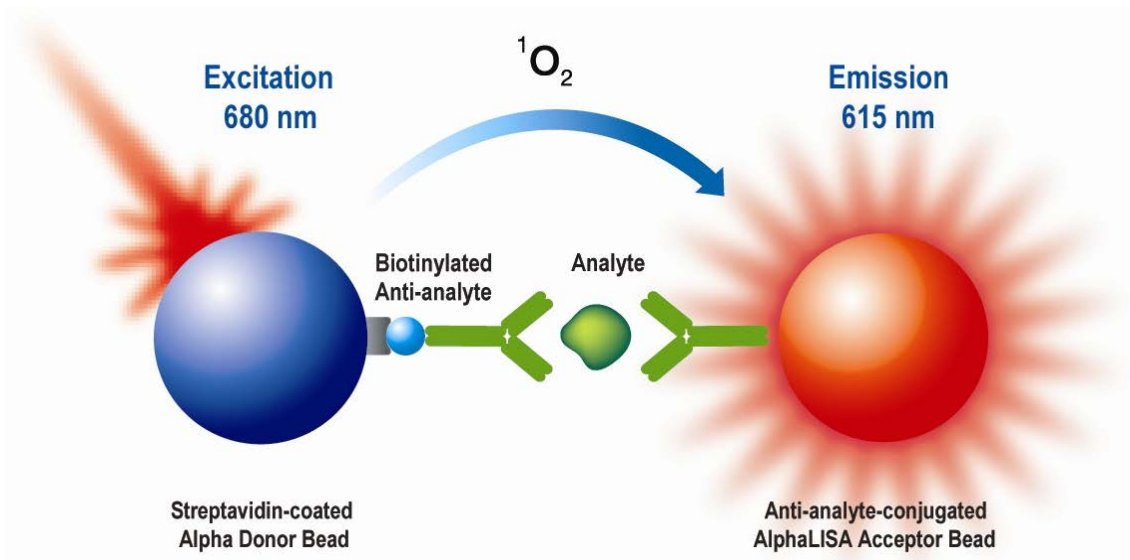 Excitation
680 nm
¹O₂
Emission
615 nm
Biotinylated
Anti-analyte
Analyte
Streptavidin-coated
Alpha Donor Bead
Anti-analyte-conjugated
AlphaLISA Acceptor Bead